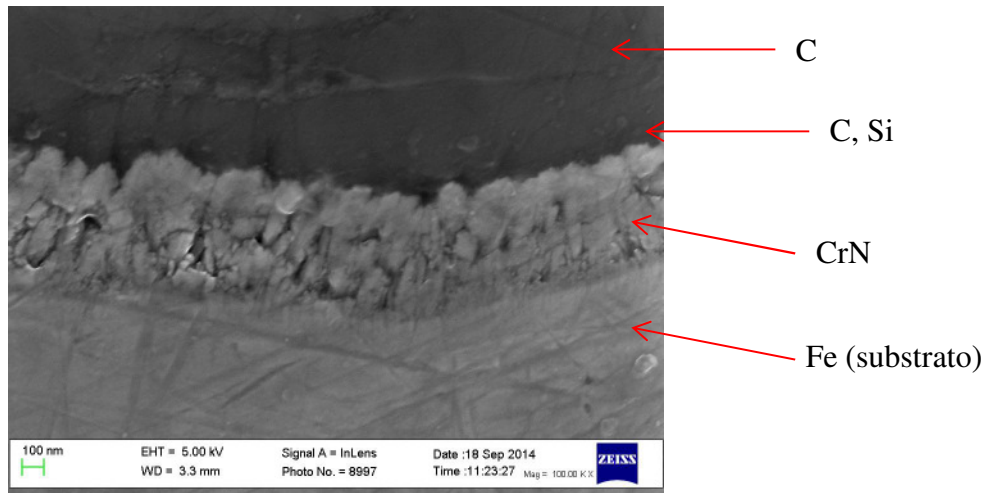 C
C, Si
CrN
Fe (substrato)
100 nm
EHT = 5.00 kV
Signal A = InLens
Date :18 Sep 2014
ZEISS
WD = 3.3 mm
Photo No. = 8997
Time :11:23:27
Mag = 100.00 K X